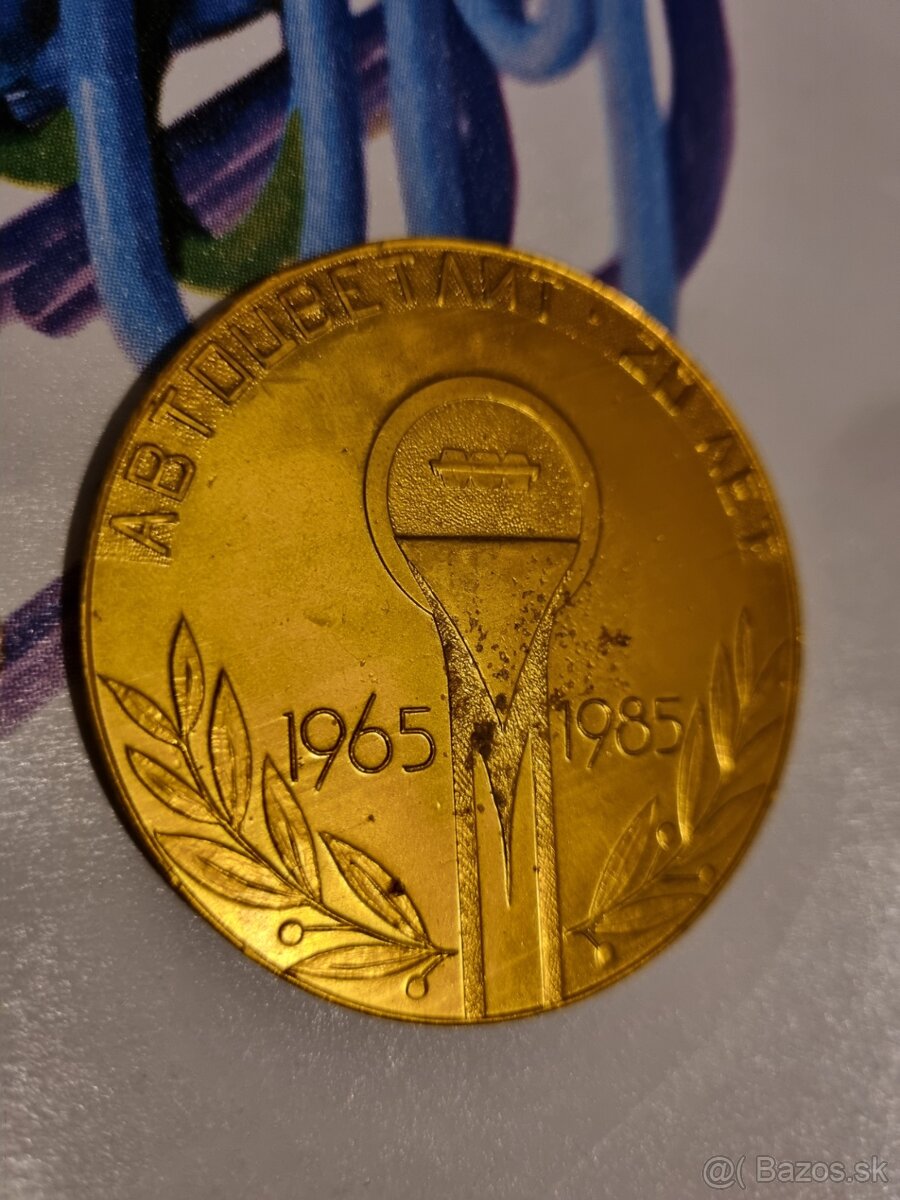 АВТОЦВЕТЛИТ · 20 ЛЕТ
1965 1985
@( Bazos.sk